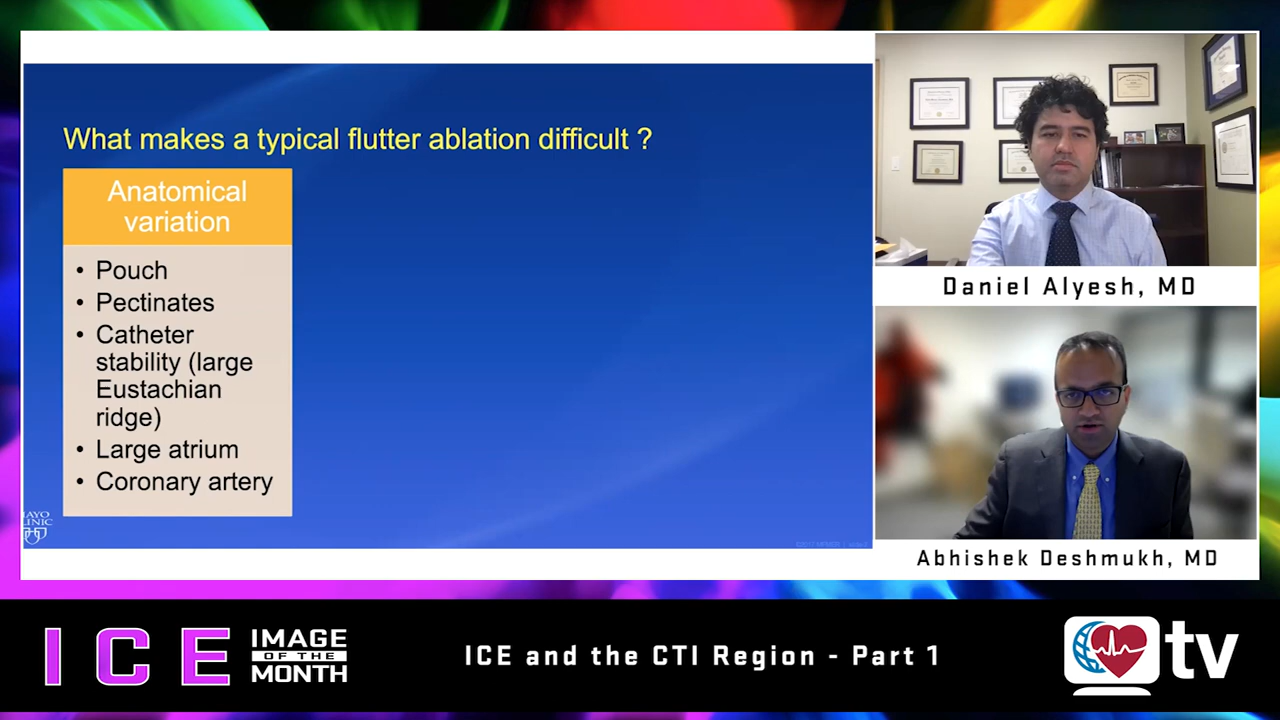 What makes a typical flutter ablation difficult ?
Anatomical
variation
• Pouch
• Pectinates
• Catheter
stability (large
Eustachian
ridge)
• Large atrium
• Coronary artery
Daniel Alyesh, MD
Abhishek Deshmukh, MD
ICE
IMAGE
OF THE
MONTH
ICE and the CTI Region - Part 1
tv